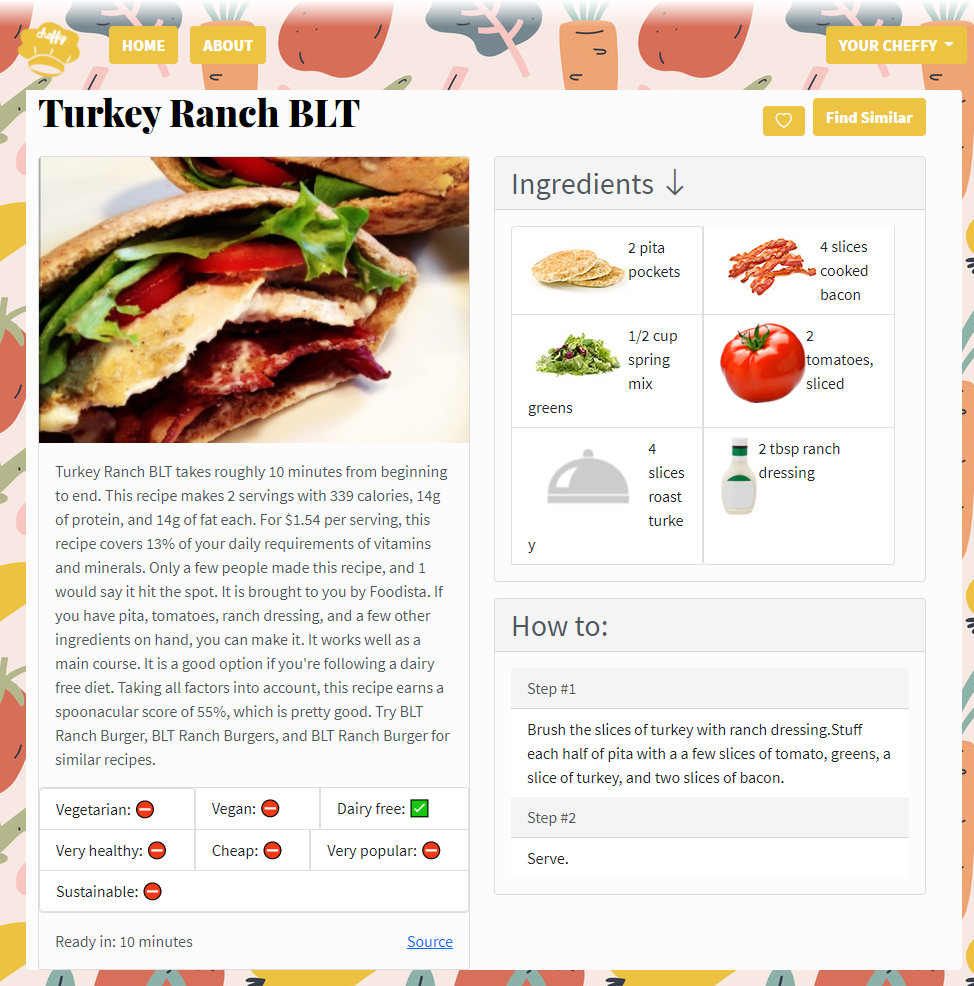 cheffy
HOME
ABOUT
YOUR CHEFFY
Turkey Ranch BLT
Find Similar
Turkey Ranch BLT takes roughly 10 minutes from beginning
to end. This recipe makes 2 servings with 339 calories, 14g
of protein, and 14g of fat each. For $1.54 per serving, this
recipe covers 13% of your daily requirements of vitamins
and minerals. Only a few people made this recipe, and 1
would say it hit the spot. It is brought to you by Foodista. If
you have pita, tomatoes, ranch dressing, and a few other
ingredients on hand, you can make it. It works well as a
main course. It is a good option if you're following a dairy
free diet. Taking all factors into account, this recipe earns a
spoonacular score of 55%, which is pretty good. Try BLT
Ranch Burger, BLT Ranch Burgers, and BLT Ranch Burger for
similar recipes.
Vegetarian:
Vegan:
Dairy free:
Very healthy:
Cheap:
Very popular:
Sustainable:
Ready in: 10 minutes
Source
Ingredients ↓
2 pita
pockets
4 slices
cooked
bacon
1/2 cup
spring
mix
greens
2
tomatoes,
sliced
4
slices
roast
turke
y
2 tbsp ranch
dressing
How to:
Step #1
Brush the slices of turkey with ranch dressing.Stuff
each half of pita with a a few slices of tomato, greens, a
slice of turkey, and two slices of bacon.
Step #2
Serve.